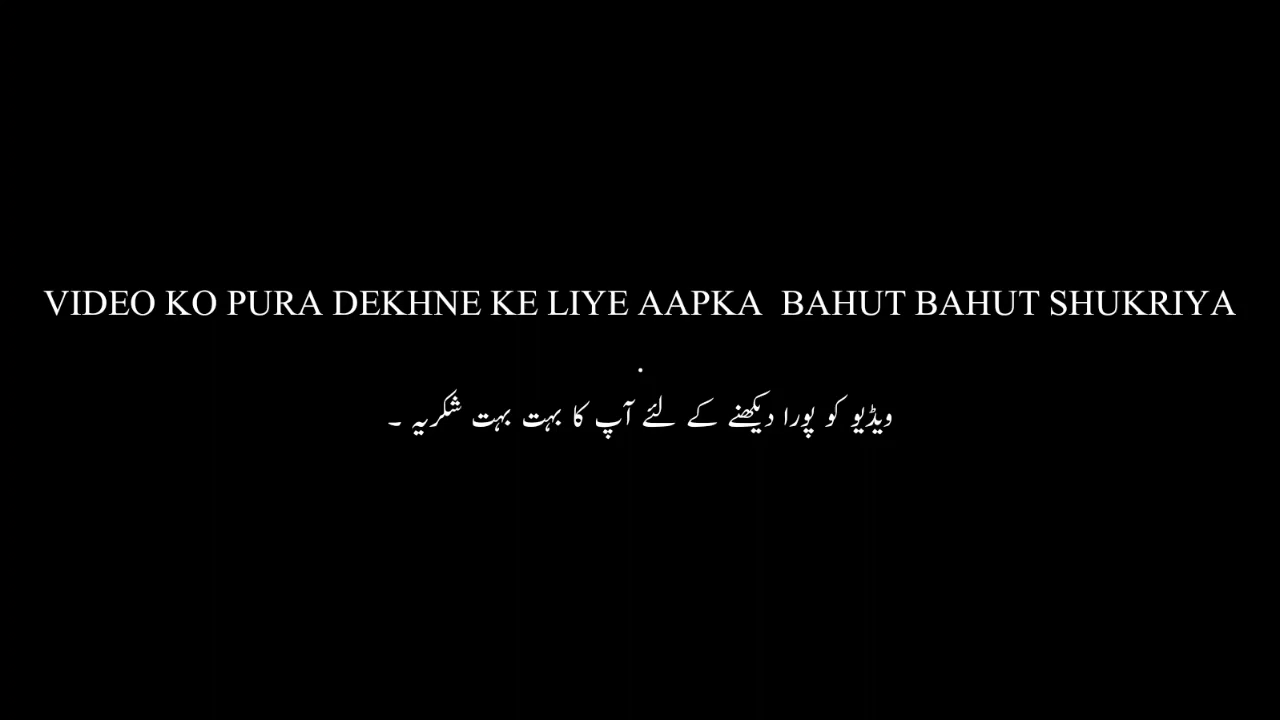 VIDEO KO PURA DEKHNE KE LIYE AAPKA  BAHUT BAHUT SHUKRIYA
.
ویڈیو کو پورا دیکھنے کے لئے آپ کا بہت بہت شکریہ ۔